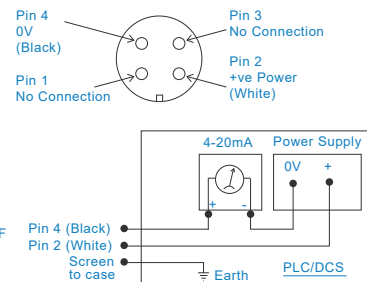 Pin 4
0V
(Black)
Pin 3
No Connection
Pin 1
No Connection
Pin 2
+ve Power
(White)
4-20mA
Power Supply
0V +
+ -
F
Pin 4 (Black)
Pin 2 (White)
Screen
to case
Earth
PLC/DCS